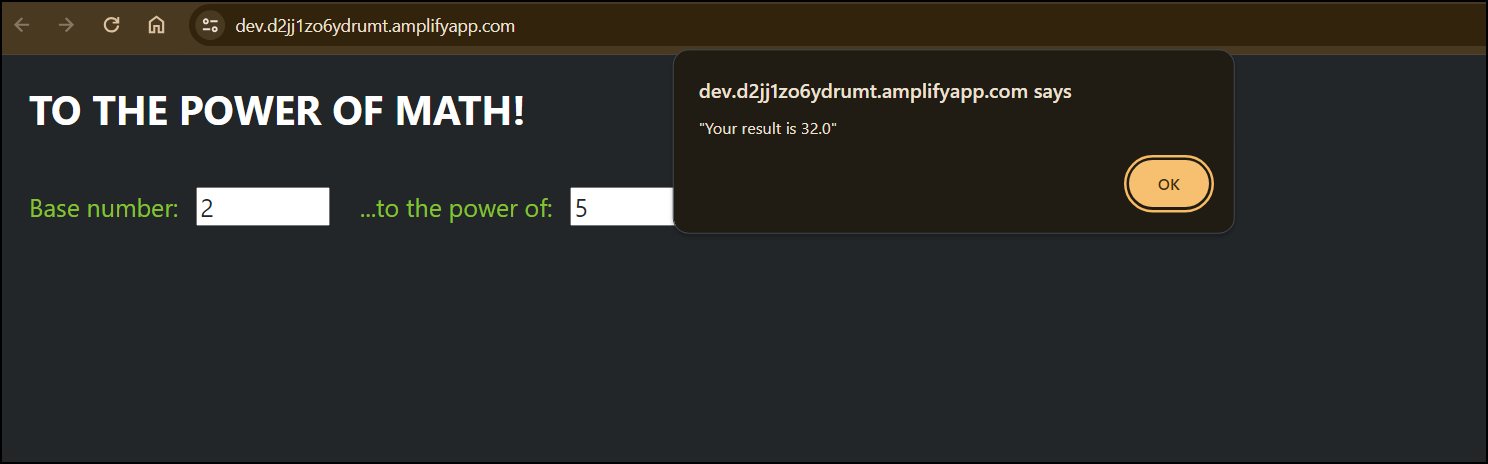 dev.d2jj1zo6ydrumt.amplifyapp.com
dev.d2jj1zo6ydrumt.amplifyapp.com says
"Your result is 32.0"
OK
TO THE POWER OF MATH!
Base number: 2 ...to the power of: 5